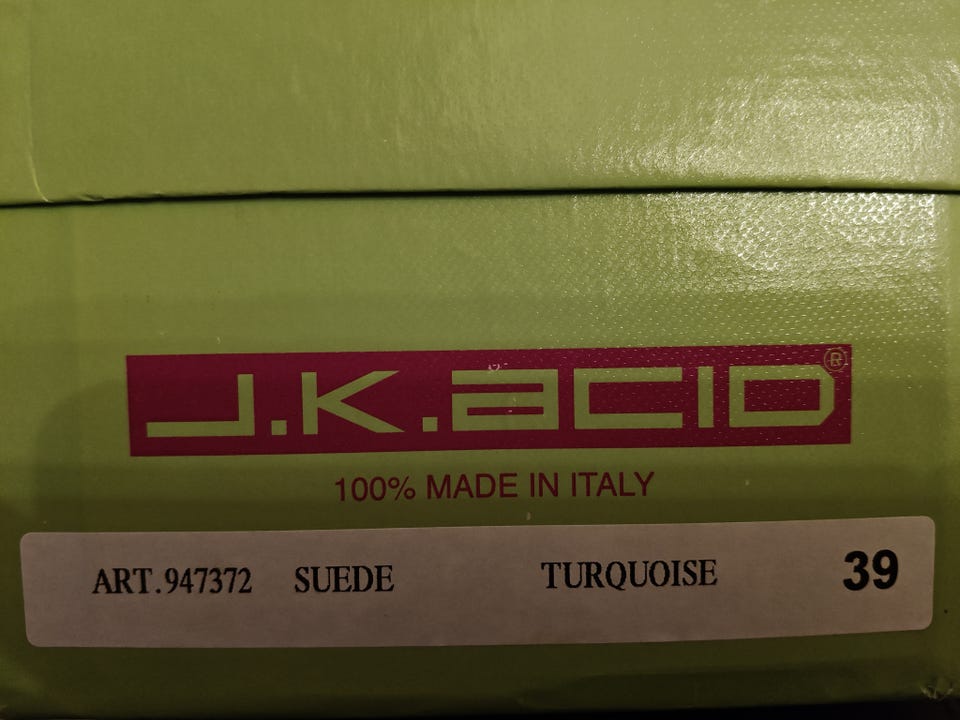 J.K.ACID®
100% MADE IN ITALY
ART.947372 SUEDE TURQUOISE 39